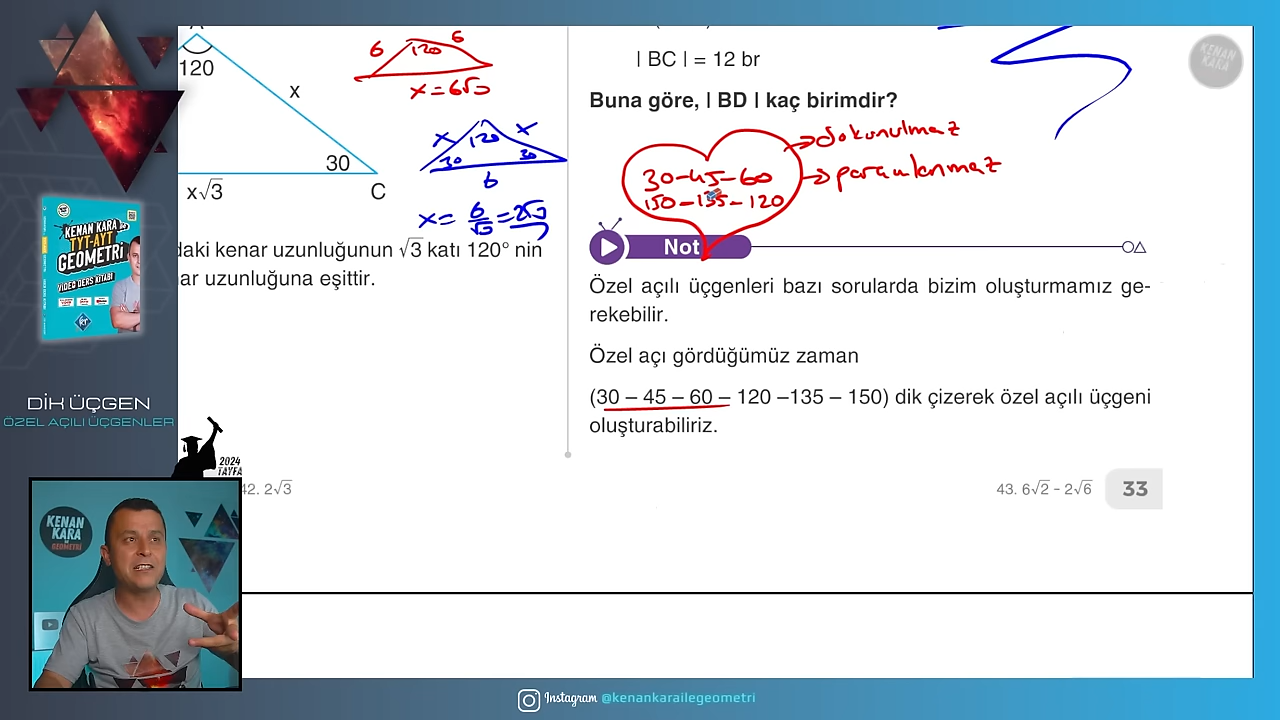 120
x
30
x√3
C
6
120
6
x = 6√3
x
120
x
30
30
6
x = 6/√3 = 2√3
daki kenar uzunluğunun √3 katı 120° nin
ar uzunluğuna eşittir.
42. 2√3
| BC | = 12 br
Buna göre, | BD | kaç birimdir?
30-45-60
150-135-120
dokunulmaz
parçalanmaz
Not
Özel açılı üçgenleri bazı sorularda bizim oluşturmamız ge-
rekebilir.
Özel açı gördüğümüz zaman
(30 – 45 – 60 – 120 –135 – 150) dik çizerek özel açılı üçgeni
oluşturabiliriz.
43. 6√2 - 2√6
33
KENAN
KARA
KENAN KARA
TYT-AYT
GEOMETRİ
VİDEO DERS KİTABI
DİK ÜÇGEN
ÖZEL AÇILI ÜÇGENLER
2024
TAYFA
KENAN
KARA
GEOMETRİ
Instagram @kenankarailegeometri